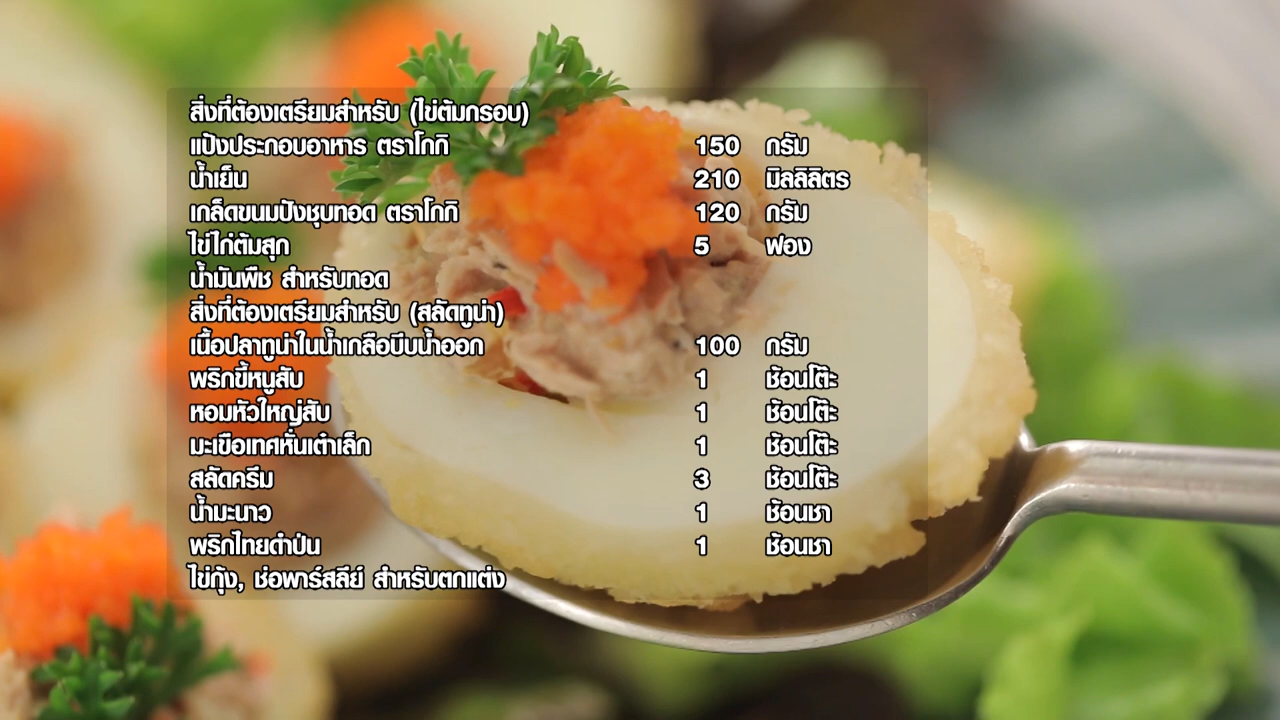 สิ่งที่ต้องเตรียมสำหรับ (ไข่ต้มกรอบ)
แป้งประกอบอาหาร ตราโกกิ 150 กรัม
น้ำเย็น 210 มิลลิลิตร
เกล็ดขนมปังชุบทอด ตราโกกิ 120 กรัม
ไข่ไก่ต้มสุก 5 ฟอง
น้ำมันพืช สำหรับทอด
สิ่งที่ต้องเตรียมสำหรับ (สลัดทูน่า)
เนื้อปลาทูน่าในน้ำเกลือบีบน้ำออก 100 กรัม
พริกขี้หนูสับ 1 ช้อนโต๊ะ
หอมหัวใหญ่สับ 1 ช้อนโต๊ะ
มะเขือเทศหั่นเต๋าเล็ก 1 ช้อนโต๊ะ
สลัดครีม 3 ช้อนโต๊ะ
น้ำมะนาว 1 ช้อนชา
พริกไทยดำป่น 1 ช้อนชา
ไข่กุ้ง, ช่อพาร์สลีย์ สำหรับตกแต่ง